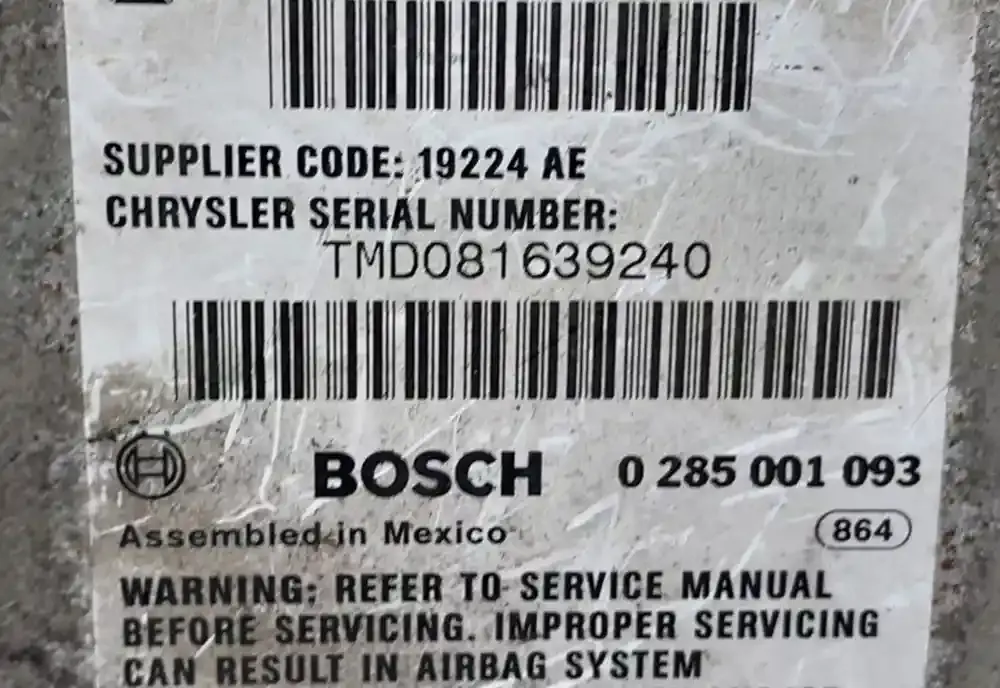 SUPPLIER CODE: 19224 AE
CHRYSLER SERIAL NUMBER:
TMD081639240
BOSCH 0 285 001 093
Assembled in Mexico 864
WARNING: REFER TO SERVICE MANUAL
BEFORE SERVICING. IMPROPER SERVICING
CAN RESULT IN AIRBAG SYSTEM